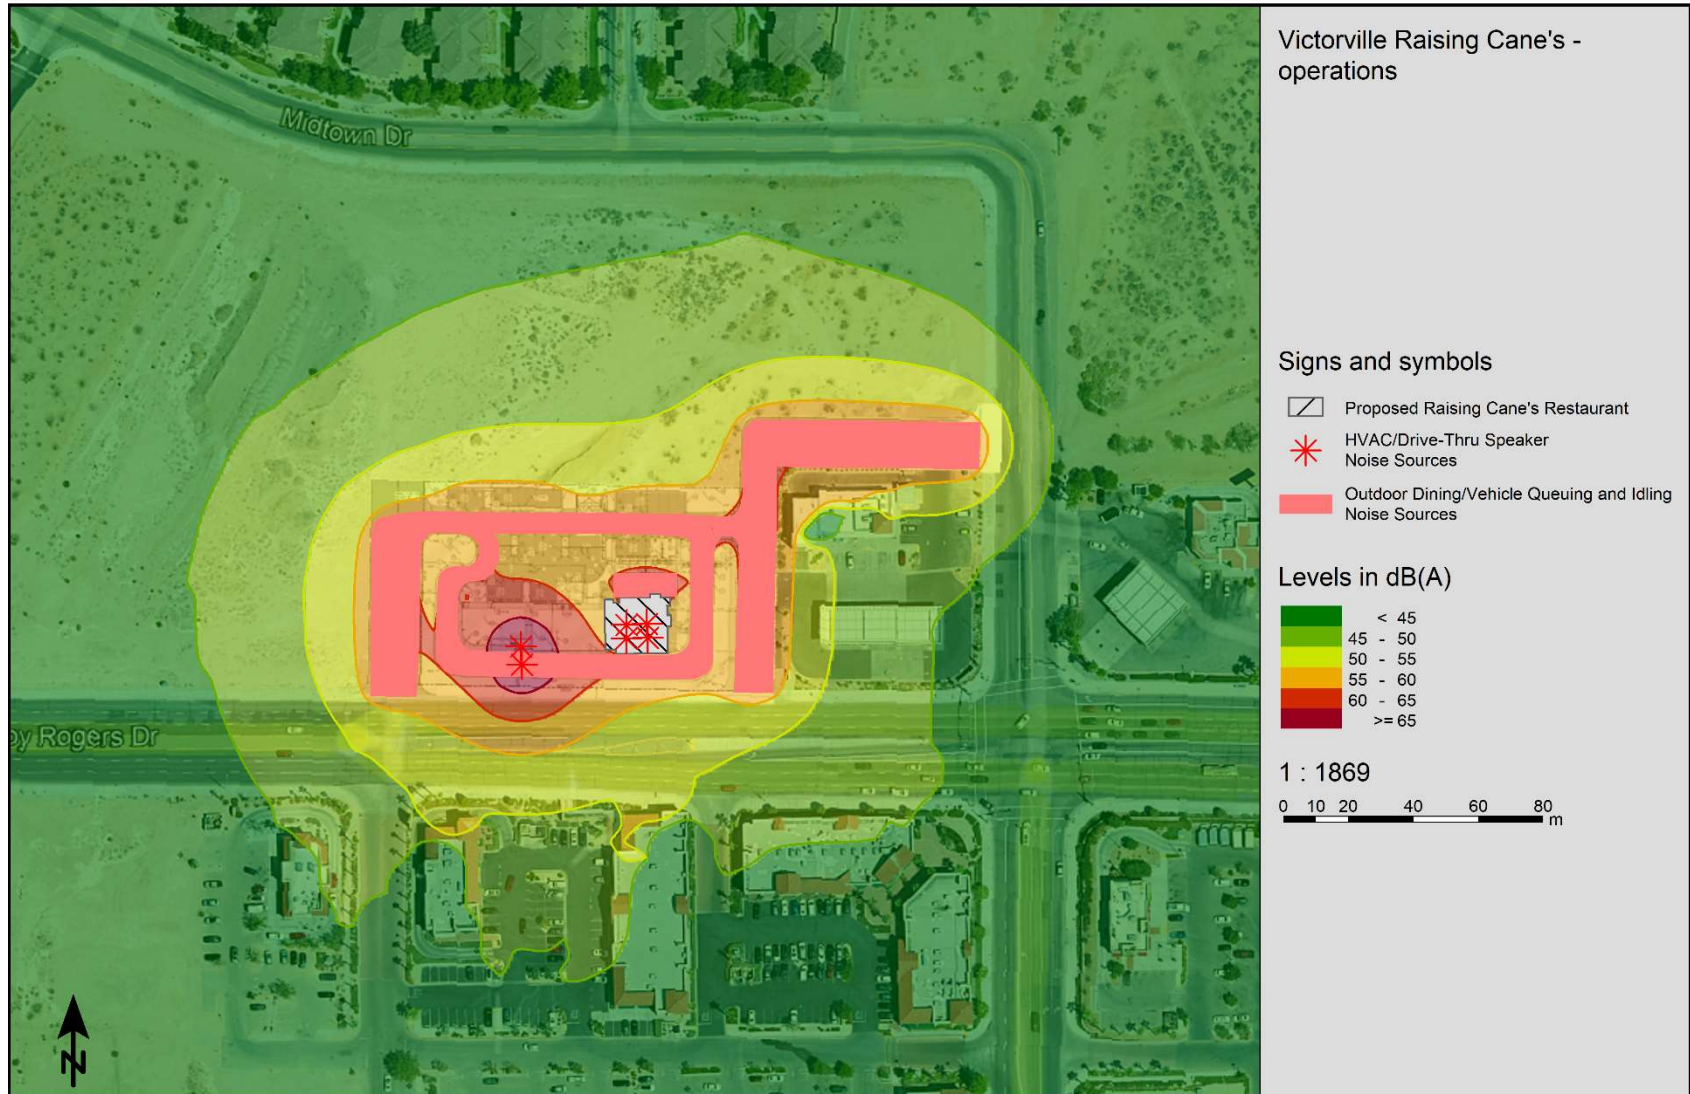 Victorville Raising Cane's -
operations
Midtown Dr
Signs and symbols
Proposed Raising Cane's Restaurant
HVAC/Drive-Thru Speaker
Noise Sources
Outdoor Dining/Vehicle Queuing and Idling
Noise Sources
Levels in dB(A)
< 45
45 - 50
50 - 55
55 - 60
60 - 65
>= 65
oy Rogers Dr
1 : 1869
0 10 20 40 60 80
m
N